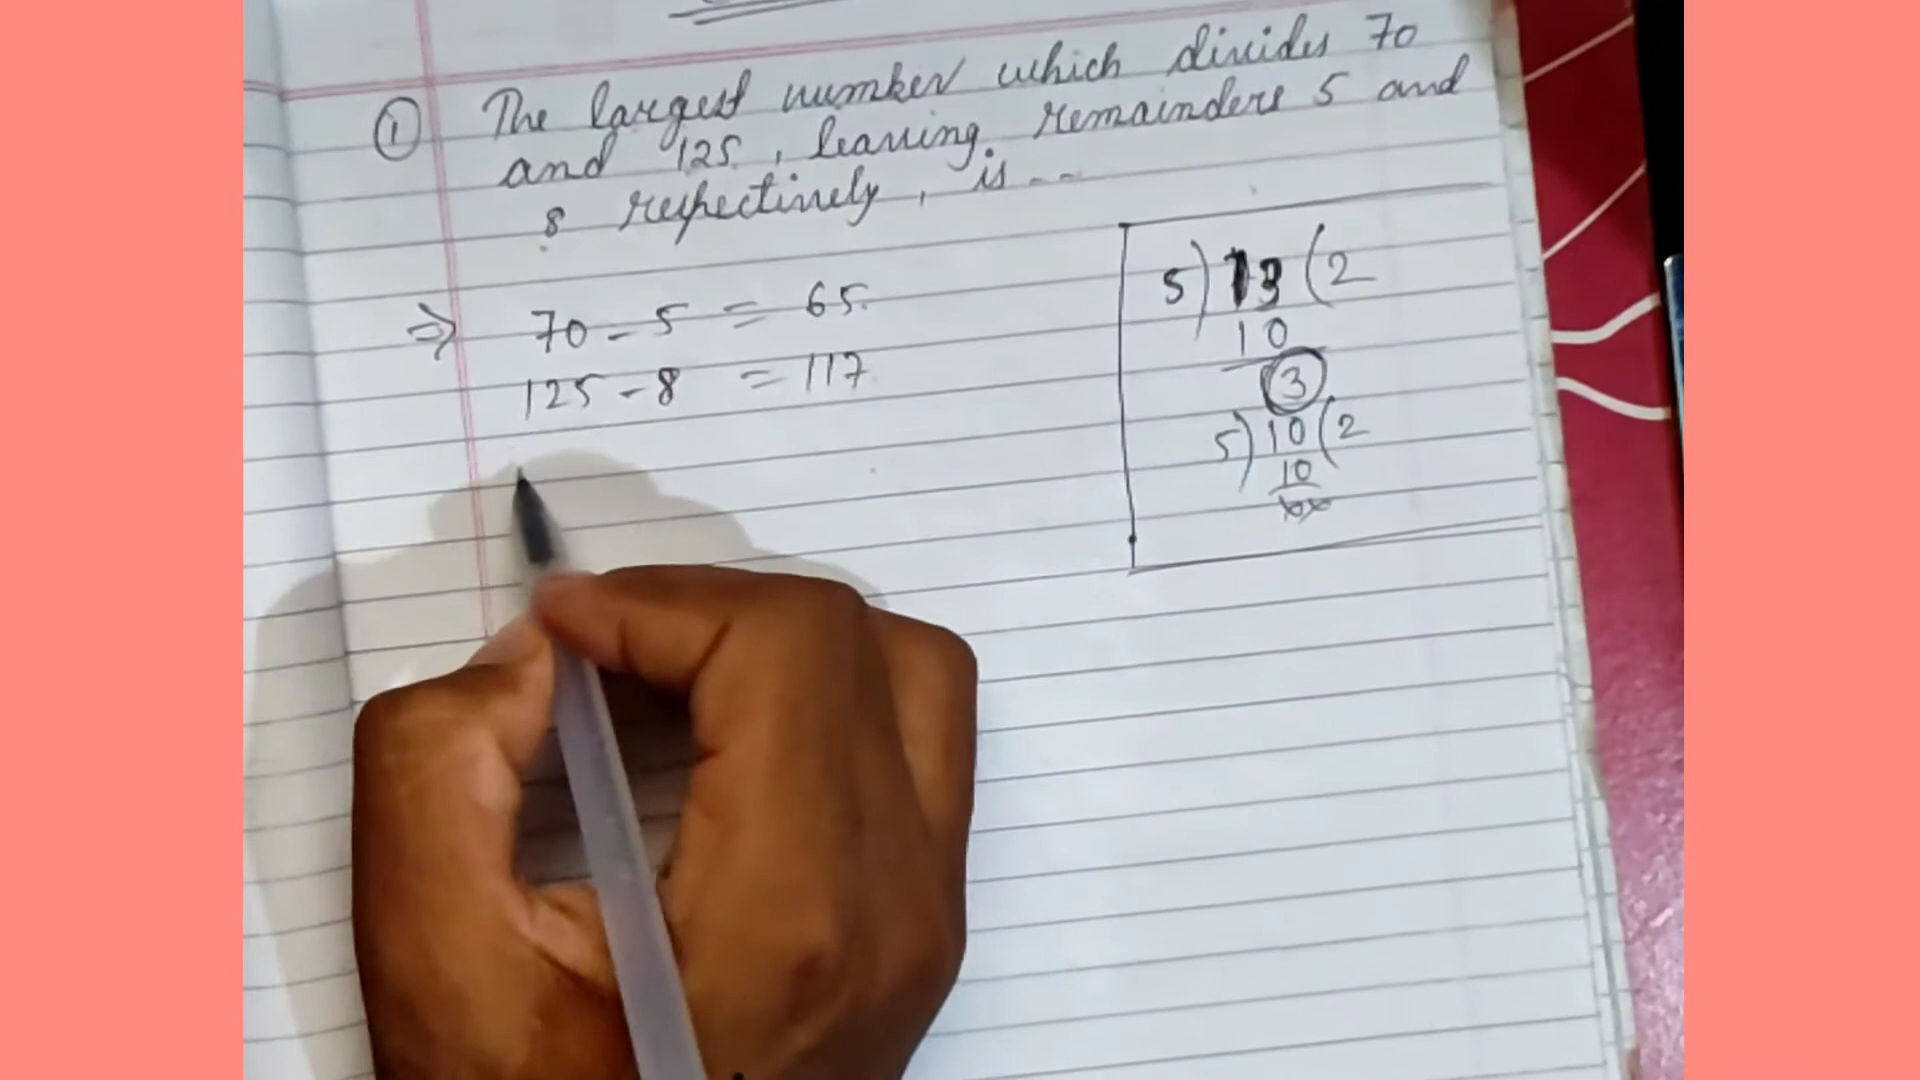 ① The largest number which divides 70
and 125, leaving remainders 5 and
8 respectively, is --
⇒ 70 - 5 = 65.
125 - 8 = 117
5) 13 (2
10
3
5) 10 (2
10
xx